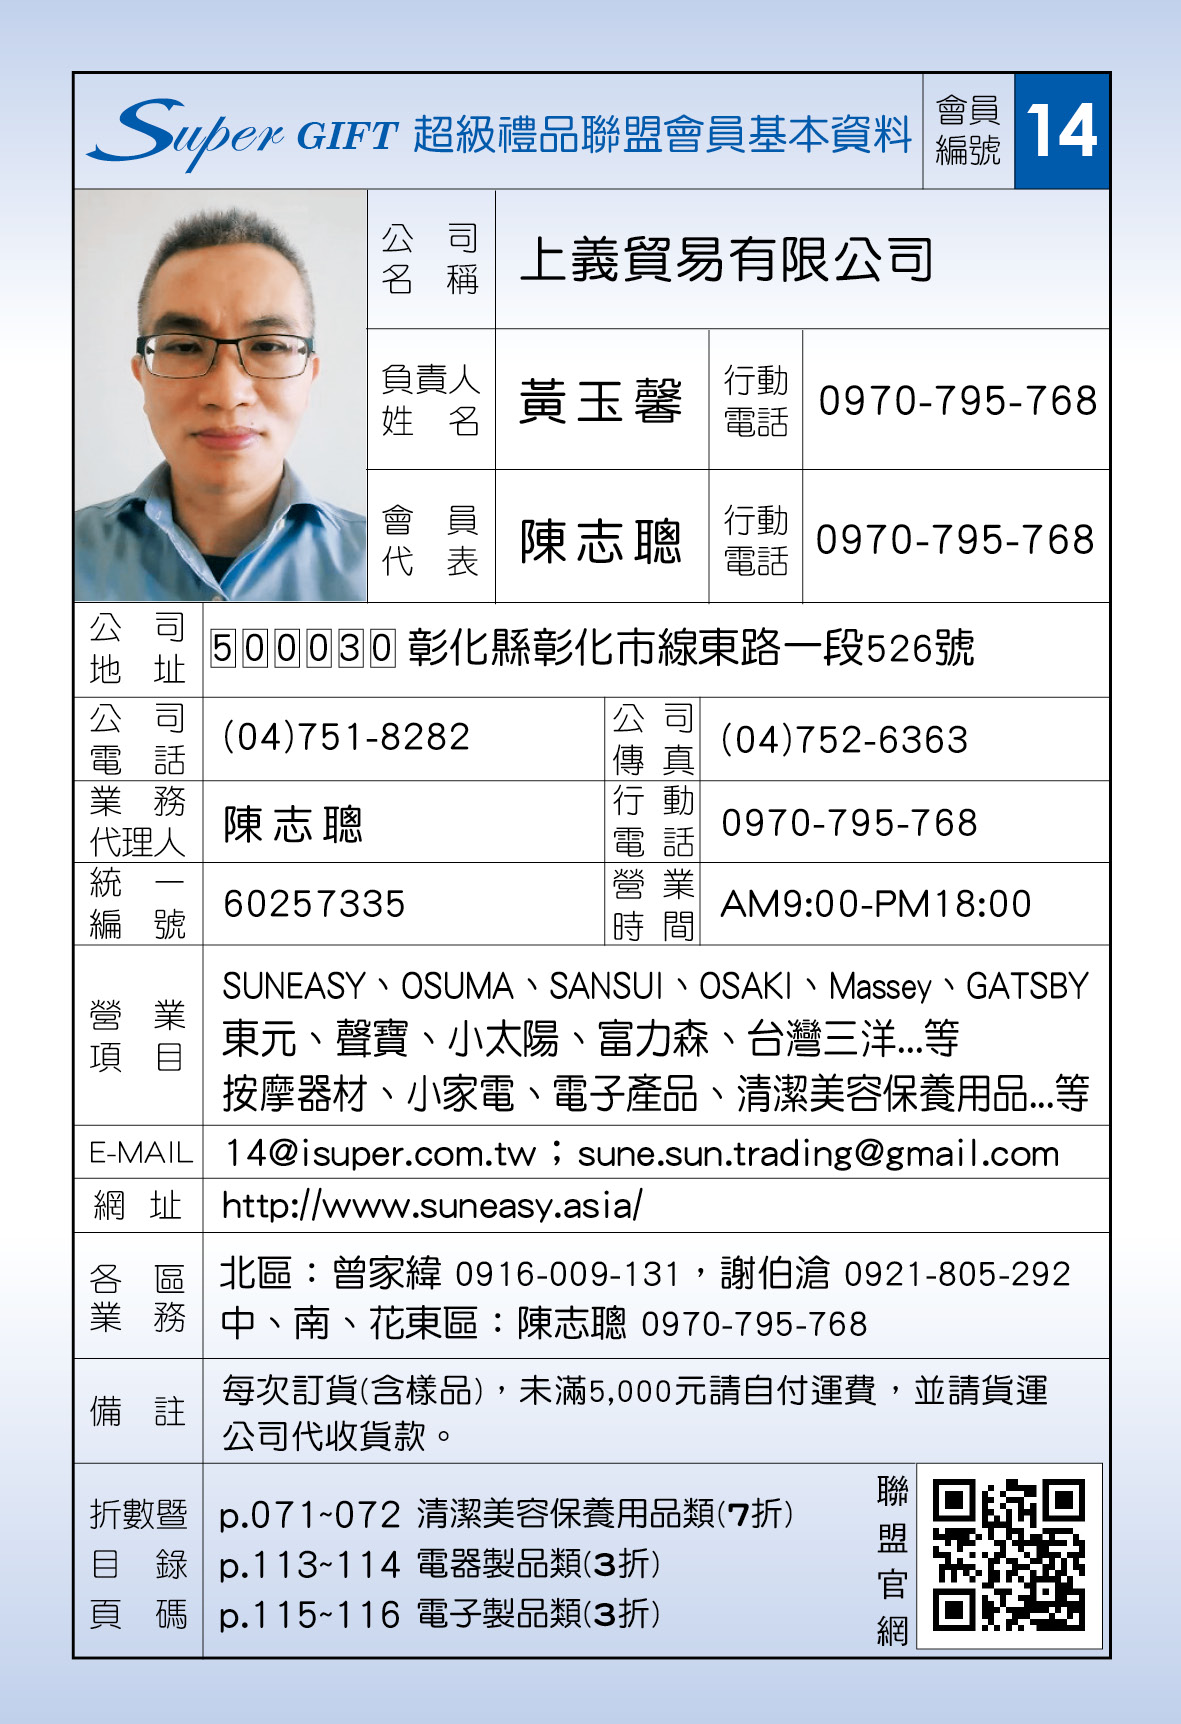 Super GIFT 超級禮品聯盟會員基本資料
會員編號 14
公司名稱 上義貿易有限公司
負責人姓名 黃玉馨 行動電話 0970-795-768
會員代表 陳志聰 行動電話 0970-795-768
公司地址 500030 彰化縣彰化市線東路一段526號
公司電話 (04)751-8282 公司傳真 (04)752-6363
業務代理人 陳志聰 行動電話 0970-795-768
統一編號 60257335 營業時間 AM9:00-PM18:00
營業項目
SUNEASY、OSUMA、SANSUI、OSAKI、Massey、GATSBY
東元、聲寶、小太陽、富力森、台灣三洋...等
按摩器材、小家電、電子產品、清潔美容保養用品...等
E-MAIL 14@isuper.com.tw；sune.sun.trading@gmail.com
網址 http://www.suneasy.asia/
各區業務
北區：曾家緯 0916-009-131，謝伯滄 0921-805-292
中、南、花東區：陳志聰 0970-795-768
備註
每次訂貨(含樣品)，未滿5,000元請自付運費，並請貨運
公司代收貨款。
折數暨目錄頁碼
p.071~072 清潔美容保養用品類(7折)
p.113~114 電器製品類(3折)
p.115~116 電子製品類(3折)
聯盟官網